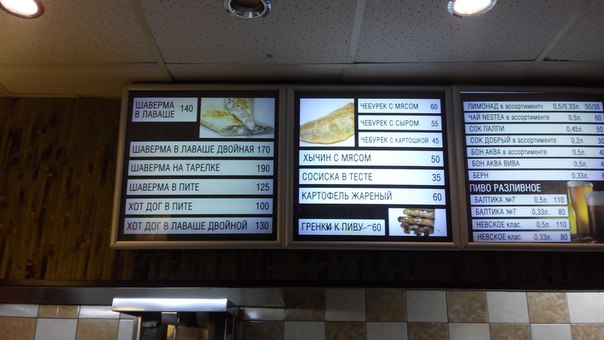 ШАВЕРМА
В ЛАВАШЕ 140
ШАВЕРМА В ЛАВАШЕ ДВОЙНАЯ 170
ШАВЕРМА НА ТАРЕЛКЕ 190
ШАВЕРМА В ПИТЕ 125
ХОТ ДОГ В ПИТЕ 100
ХОТ ДОГ В ЛАВАШЕ ДВОЙНОЙ 130
ЧЕБУРЕК С МЯСОМ 60
ЧЕБУРЕК С СЫРОМ 55
ЧЕБУРЕК С КАРТОШКОЙ 45
ХЫЧИН С МЯСОМ 50
СОСИСКА В ТЕСТЕ 35
КАРТОФЕЛЬ ЖАРЕНЫЙ 60
ГРЕНКИ К ПИВУ 60
ЛИМОНАД в ассортименте 0,5/0,33л. 50/35
ЧАЙ NESTEA в ассортименте 0,5л.
СОК ПАЛПИ 0,45л. 50
СОК ДОБРЫЙ в ассортименте 0,2л. 30
БОН АКВА в ассортименте 0,5л.
БОН АКВА ВИВА 0,5л. 40
БЕРН 0,33л.
ПИВО РАЗЛИВНОЕ
БАЛТИКА №7 0,5л. 110
БАЛТИКА №7 0,33л. 80
НЕВСКОЕ клас. 0,5л. 110
НЕВСКОЕ клас. 0,33л. 80